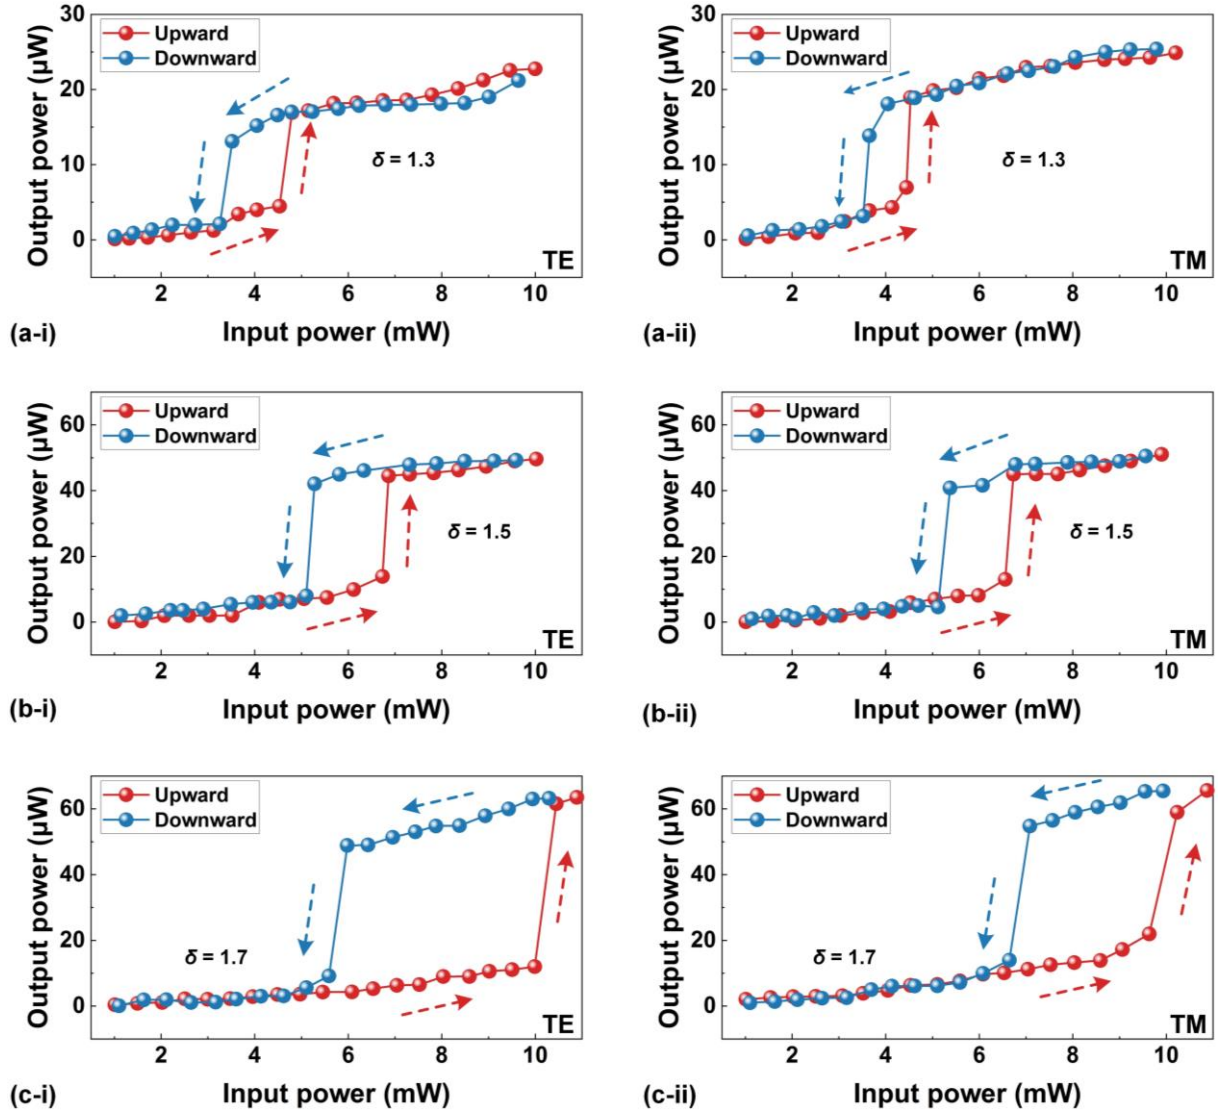 30
20
10
0
Output power (μW)
Upward
Downward
δ = 1.3
TE
2 4 6 8 10
Input power (mW)
(a-i)
30
20
10
0
Output power (μW)
Upward
Downward
δ = 1.3
TM
2 4 6 8 10
Input power (mW)
(a-ii)
60
40
20
0
Output power (μW)
Upward
Downward
δ = 1.5
TE
2 4 6 8 10
Input power (mW)
(b-i)
60
40
20
0
Output power (μW)
Upward
Downward
δ = 1.5
TM
2 4 6 8 10
Input power (mW)
(b-ii)
60
40
20
0
Output power (μW)
Upward
Downward
δ = 1.7
TE
2 4 6 8 10
Input power (mW)
(c-i)
60
40
20
0
Output power (μW)
Upward
Downward
δ = 1.7
TM
2 4 6 8 10
Input power (mW)
(c-ii)